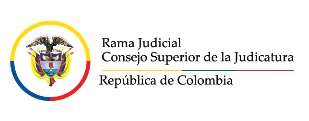 Rama Judicial
Consejo Superior de la Judicatura
República de Colombia